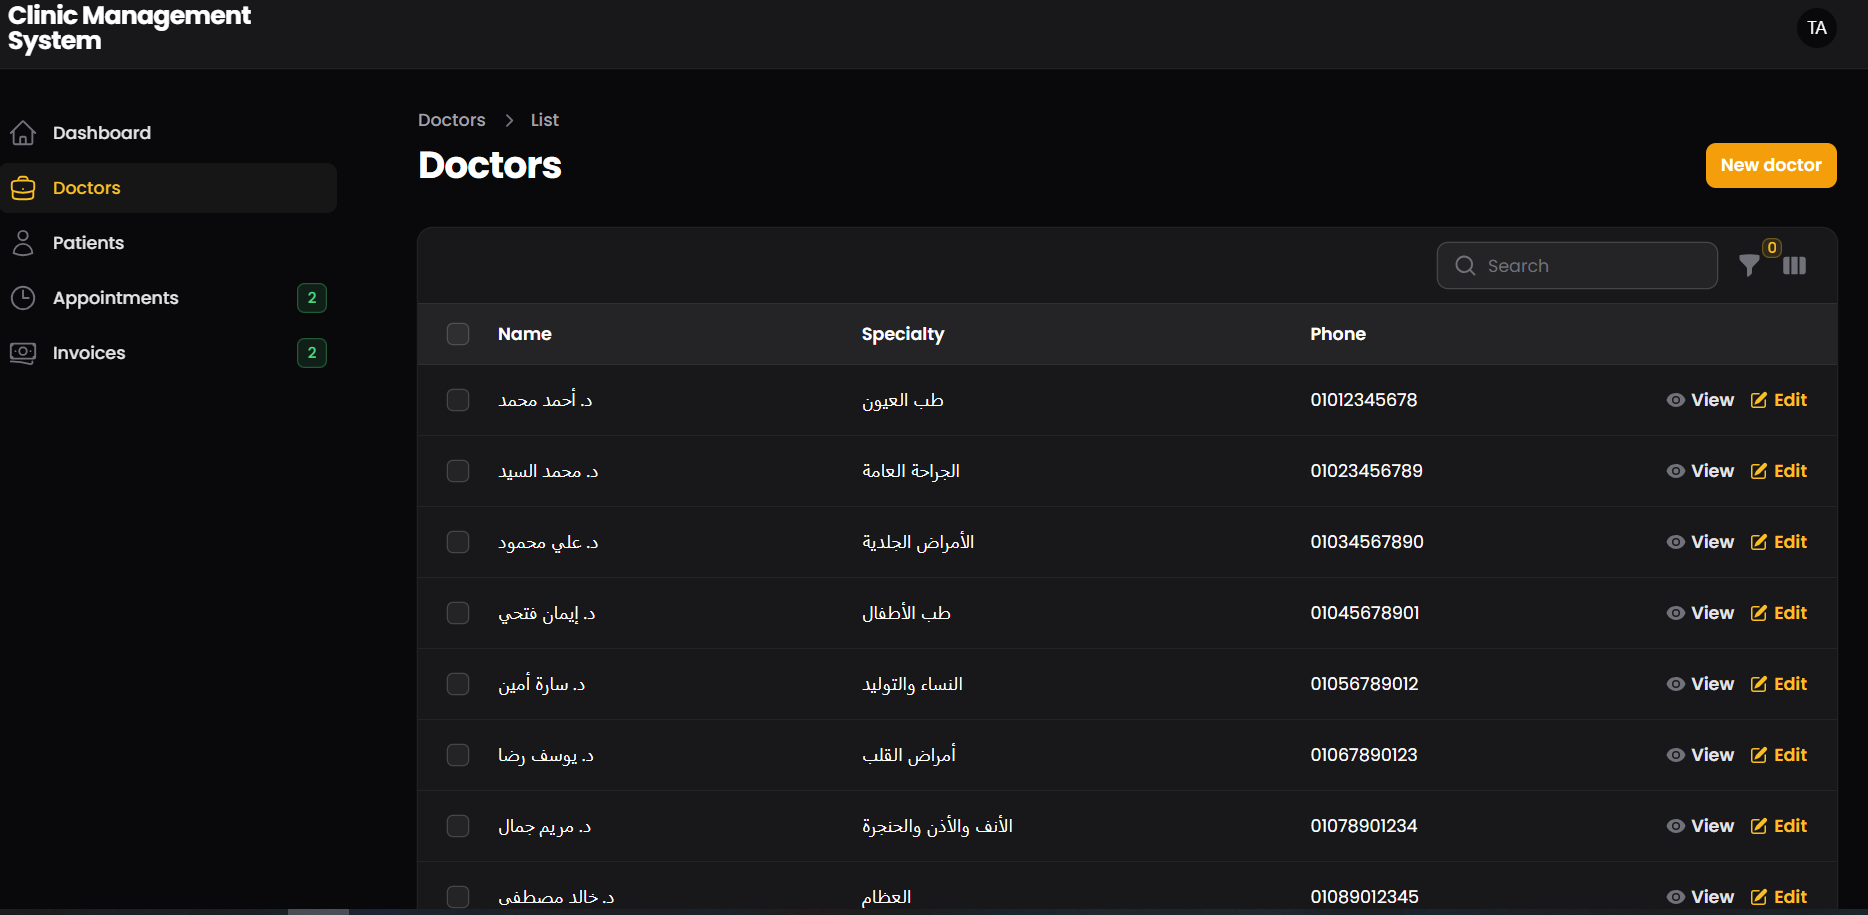 Clinic Management
System
TA
Dashboard
Doctors
Patients
Appointments 2
Invoices 2
Doctors > List
Doctors
New doctor
Search
0
Name Specialty Phone
د. أحمد محمد طب العيون 01012345678 View Edit
د. محمد السيد الجراحة العامة 01023456789 View Edit
د. علي محمود الأمراض الجلدية 01034567890 View Edit
د. إيمان فتحي طب الأطفال 01045678901 View Edit
د. سارة أمين النساء والتوليد 01056789012 View Edit
د. يوسف رضا أمراض القلب 01067890123 View Edit
د. مريم جمال الأنف والأذن والحنجرة 01078901234 View Edit
د. خالد مصطفى العظام 01089012345 View Edit